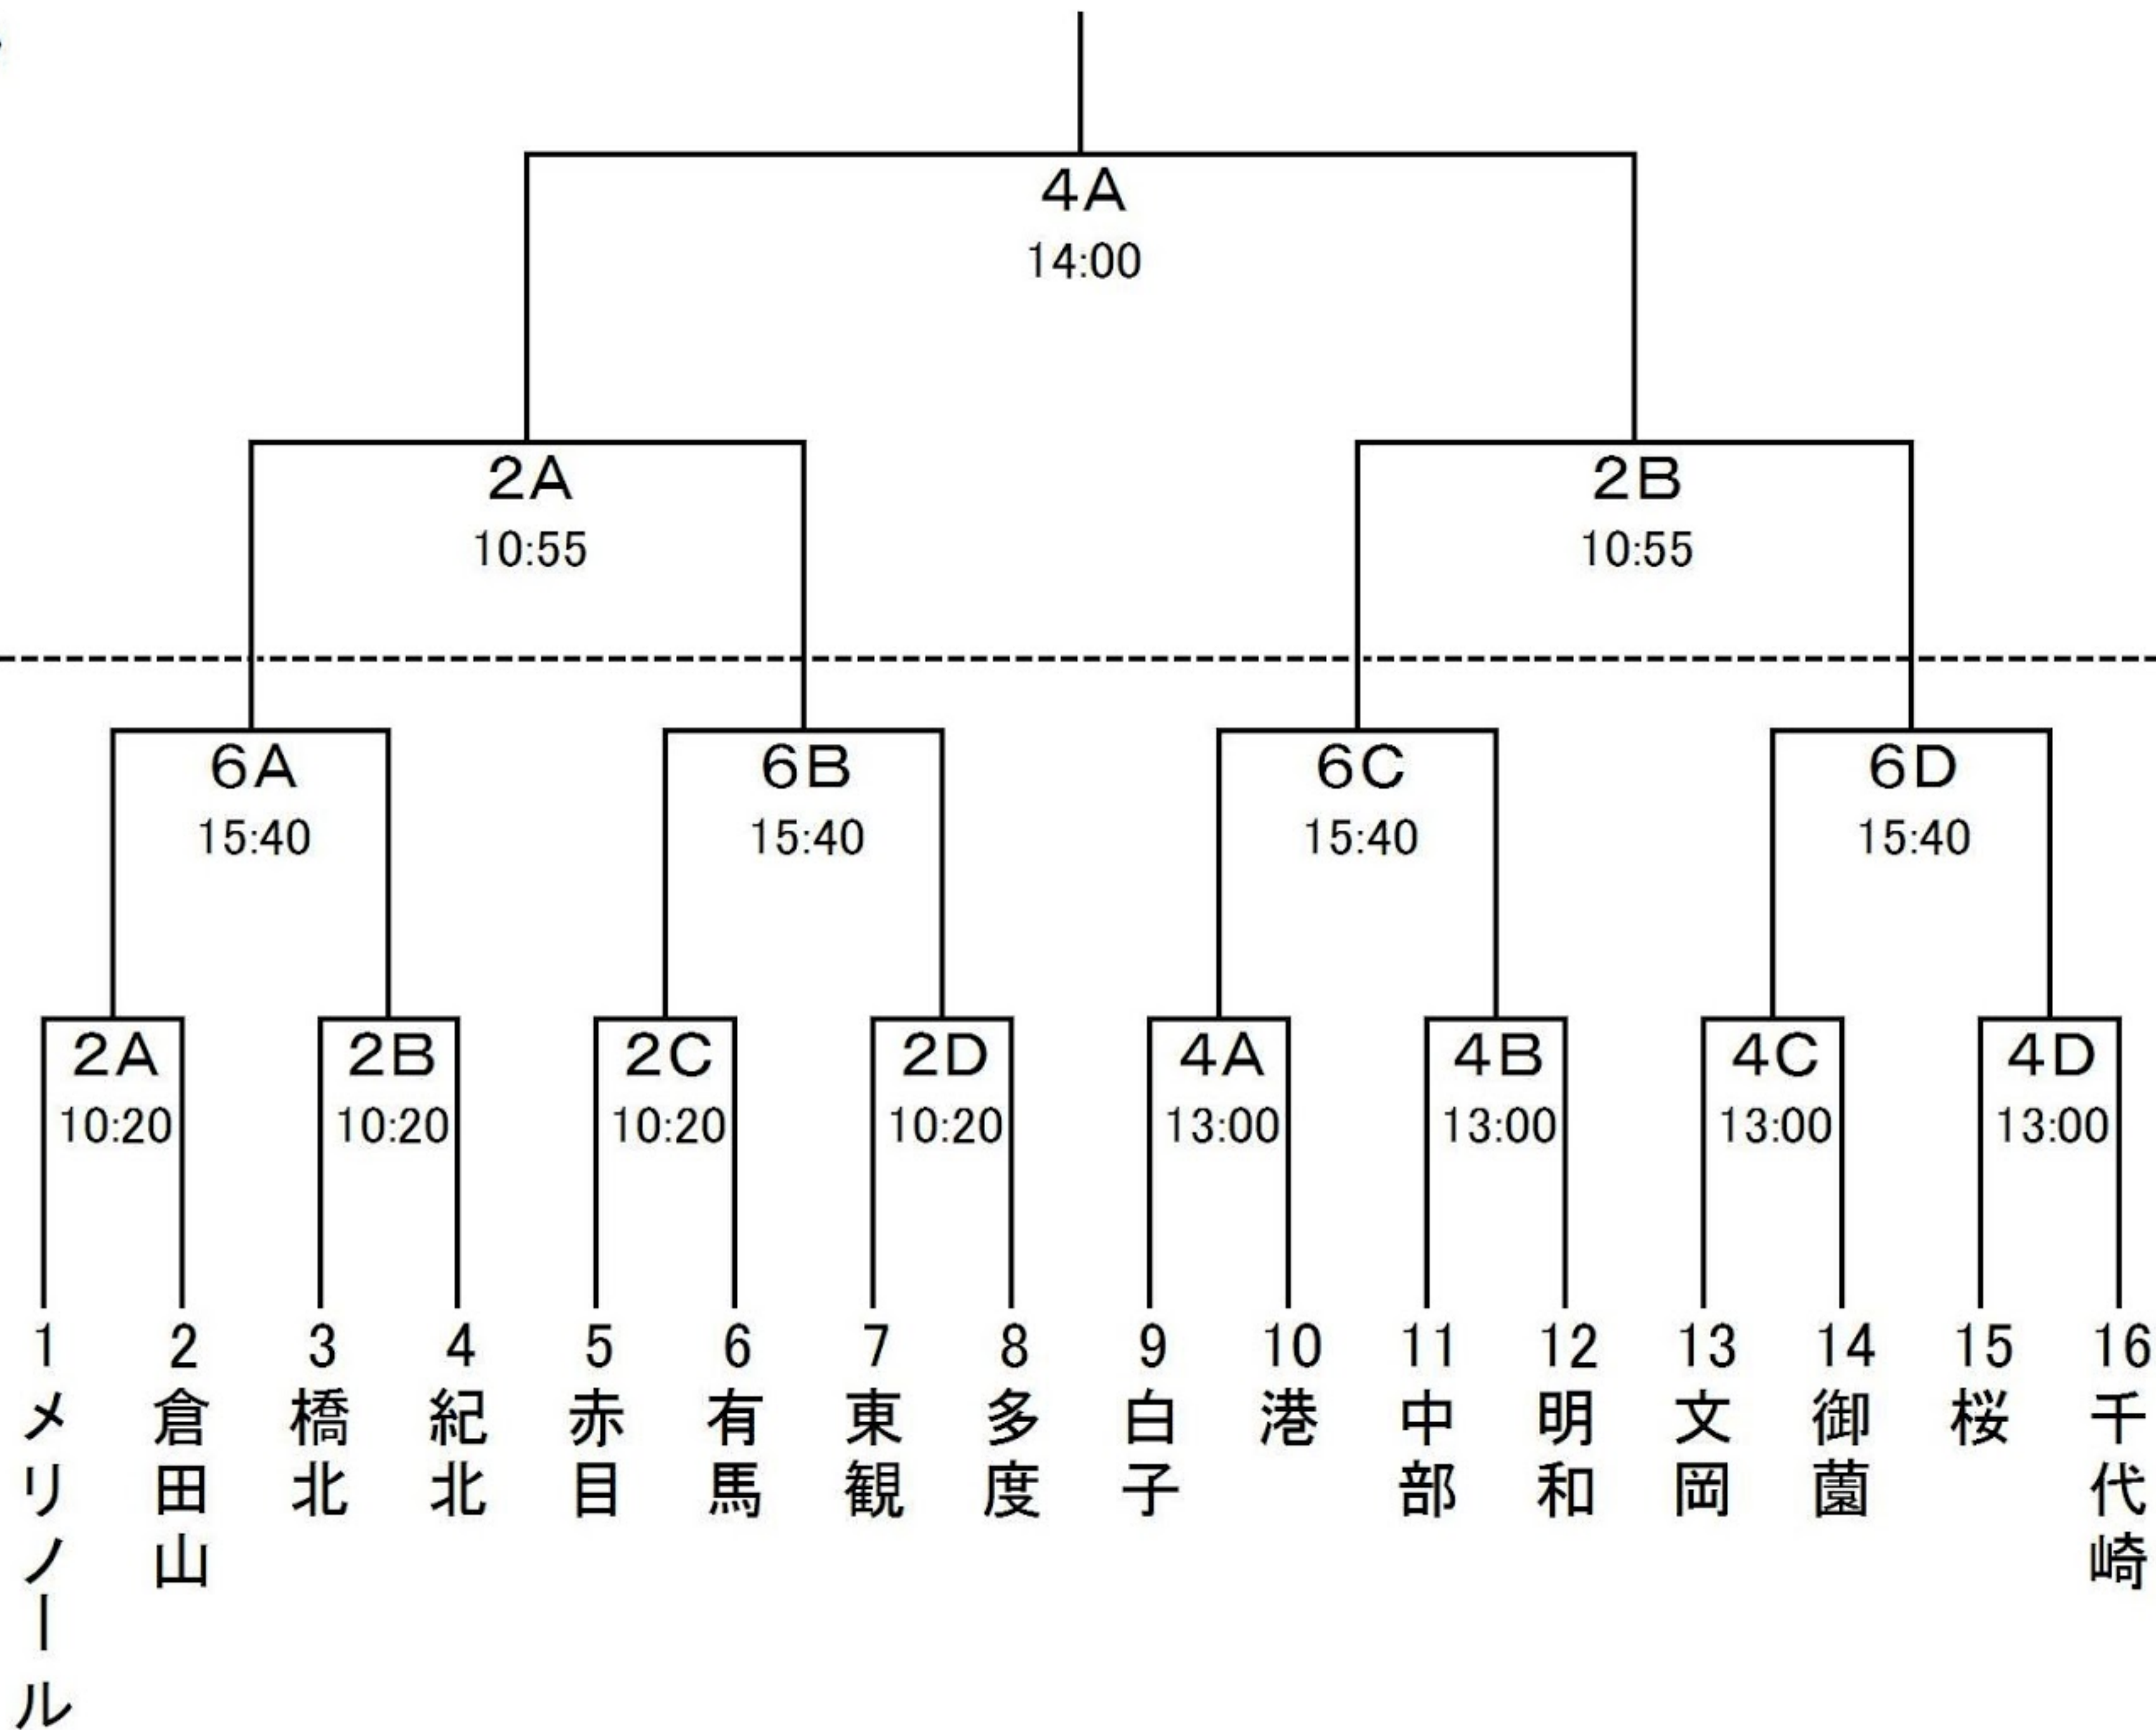 4A
14:00
2A
2B
10:55
10:55
6A
6B
6C
6D
15:40
15:40
15:40
15:40
2A
2B
2C
2D
4A
4B
4C
4D
10:20
10:20
10:20
10:20
13:00
13:00
13:00
13:00
1
2
3
4
5
6
7
8
9
10
11
12
13
14
15
16
メリノール
倉田山
橋北
紀北
赤目
有馬
東観
多度
白子
港
中部
明和
文岡
御薗
桜
千代崎